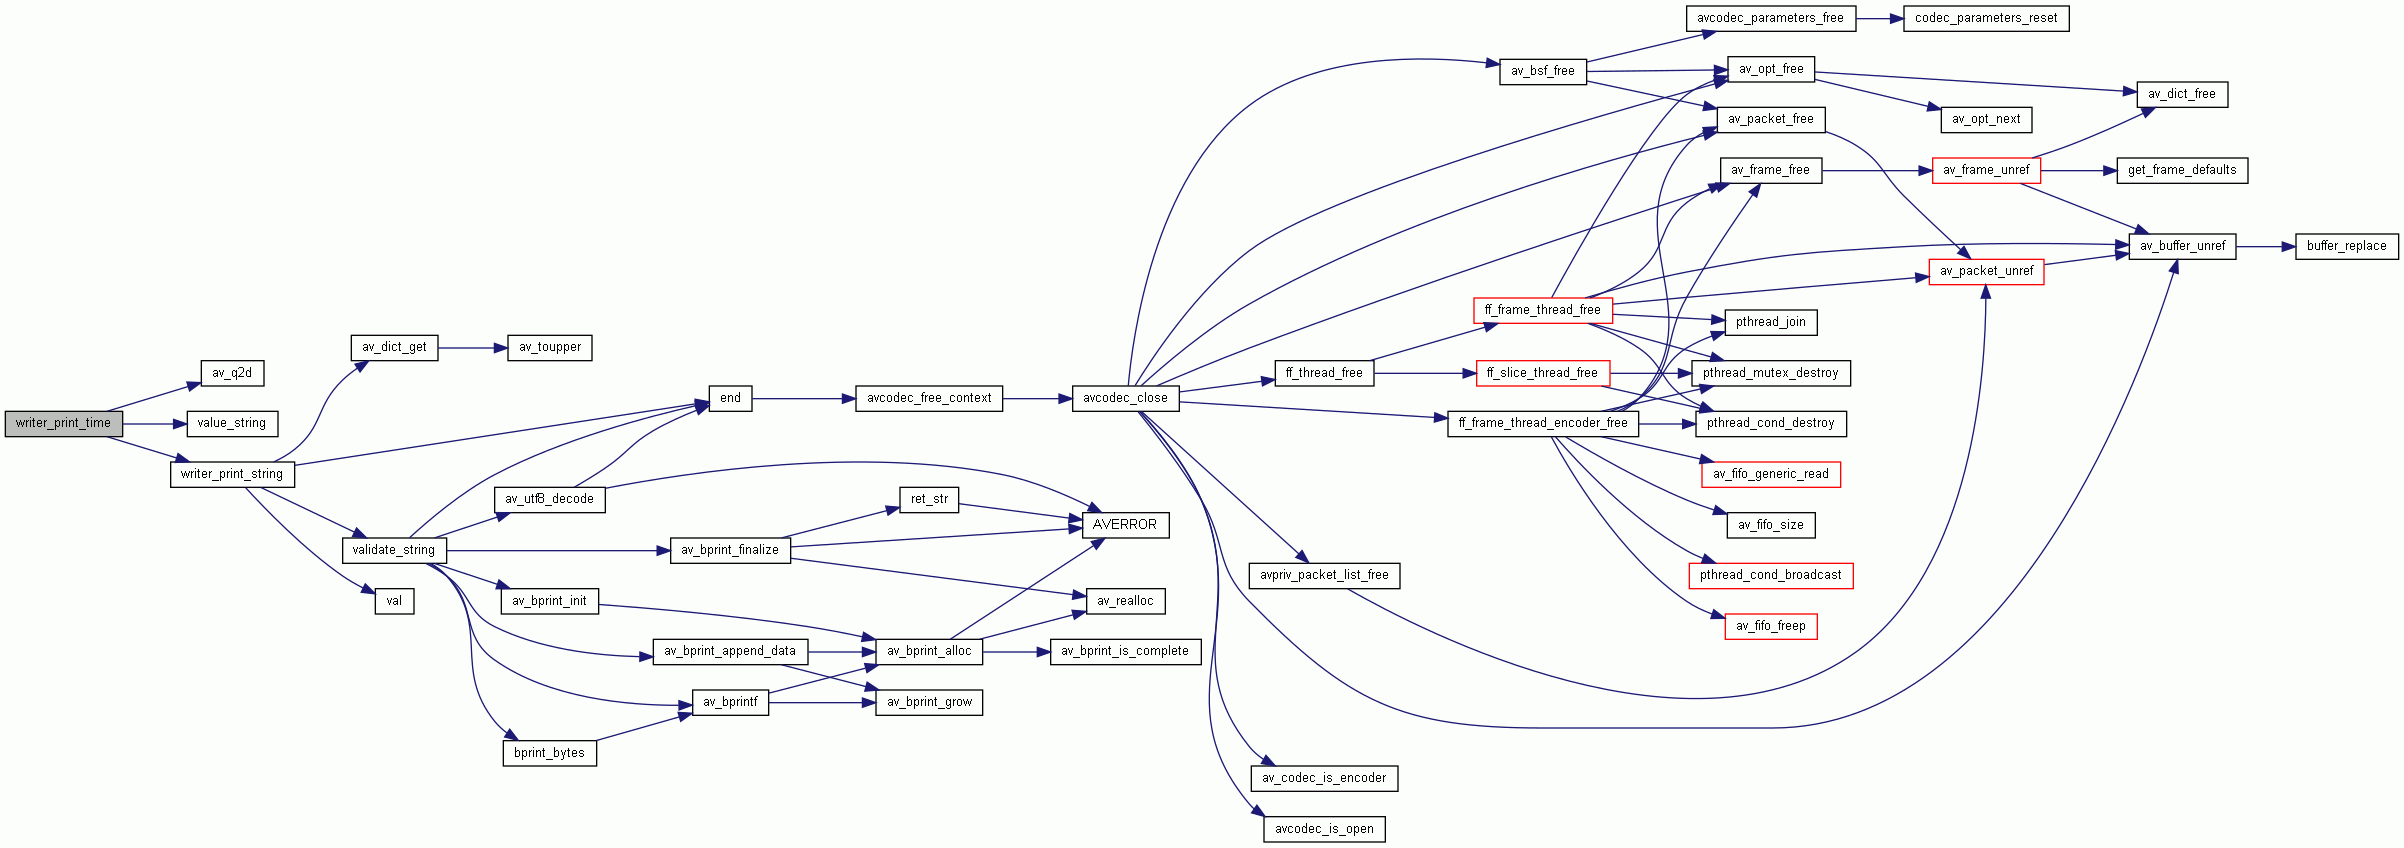 writer_print_time
av_q2d
value_string
writer_print_string
av_dict_get
av_toupper
validate_string
val
av_utf8_decode
av_bprint_finalize
ret_str
av_bprint_init
av_bprint_append_data
av_bprintf
bprint_bytes
end
avcodec_free_context
avcodec_close
AVERROR
av_realloc
av_bprint_alloc
av_bprint_is_complete
av_bprint_grow
av_bsf_free
avcodec_parameters_free
codec_parameters_reset
av_opt_free
av_packet_free
av_frame_free
av_dict_free
av_opt_next
av_frame_unref
get_frame_defaults
av_buffer_unref
buffer_replace
av_packet_unref
ff_thread_free
ff_frame_thread_free
ff_slice_thread_free
ff_frame_thread_encoder_free
pthread_join
pthread_mutex_destroy
pthread_cond_destroy
av_fifo_generic_read
av_fifo_size
pthread_cond_broadcast
av_fifo_freep
avpriv_packet_list_free
av_codec_is_encoder
avcodec_is_open